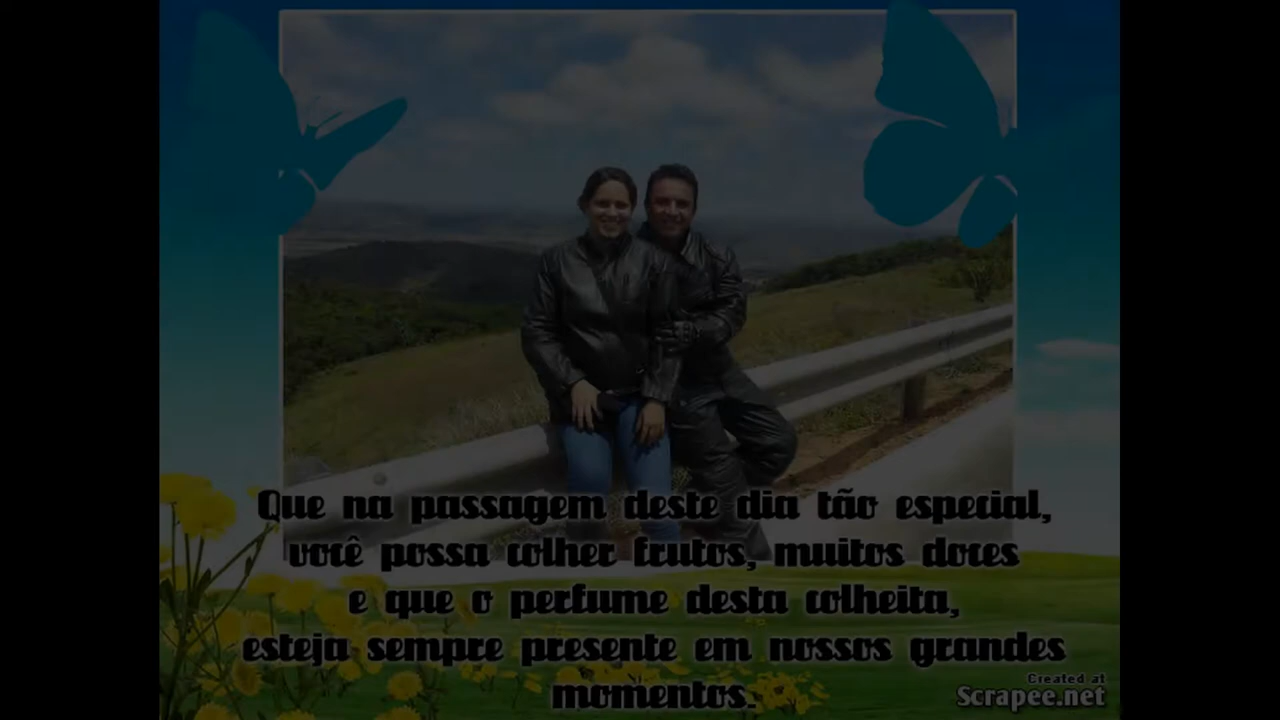 Que na passagem deste dia tão especial,
você possa colher frutos, muitos doces
e que o perfume desta colheita,
esteja sempre presente em nossos grandes
momentos.
Created at
Scrapee.net